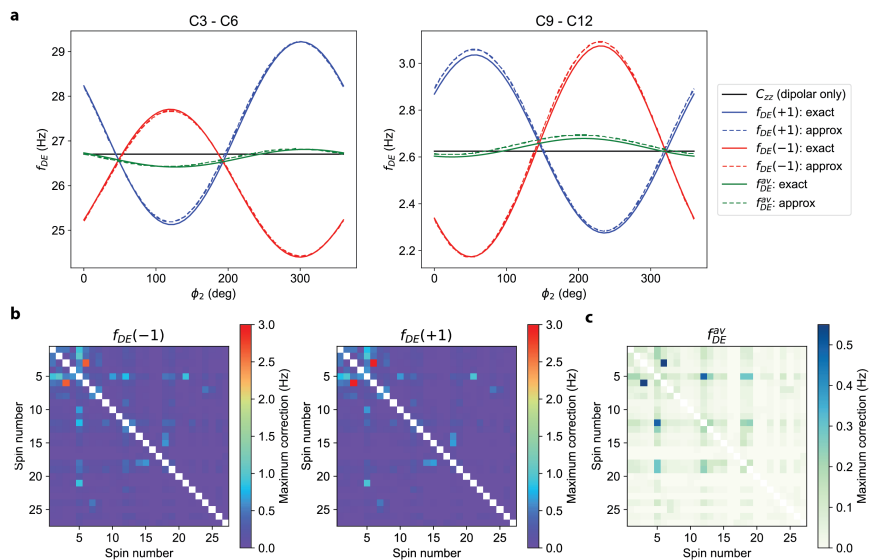 a
C3 - C6
C9 - C12
29
28
27
26
25
f_DE (Hz)
0
100
200
300
ϕ_2 (deg)
3.0
2.8
2.6
2.4
2.2
f_DE (Hz)
0
100
200
300
ϕ_2 (deg)
C_zz (dipolar only)
f_DE(+1): exact
f_DE(+1): approx
f_DE(−1): exact
f_DE(−1): approx
f_DE^av: exact
f_DE^av: approx
b
f_DE(−1)
5
10
15
20
25
Spin number
5
10
15
20
25
Spin number
3.0
2.5
2.0
1.5
1.0
0.5
0.0
Maximum correction (Hz)
f_DE(+1)
5
10
15
20
25
Spin number
5
10
15
20
25
Spin number
3.0
2.5
2.0
1.5
1.0
0.5
0.0
Maximum correction (Hz)
c
f_DE^av
5
10
15
20
25
Spin number
5
10
15
20
25
Spin number
0.5
0.4
0.3
0.2
0.1
0.0
Maximum correction (Hz)